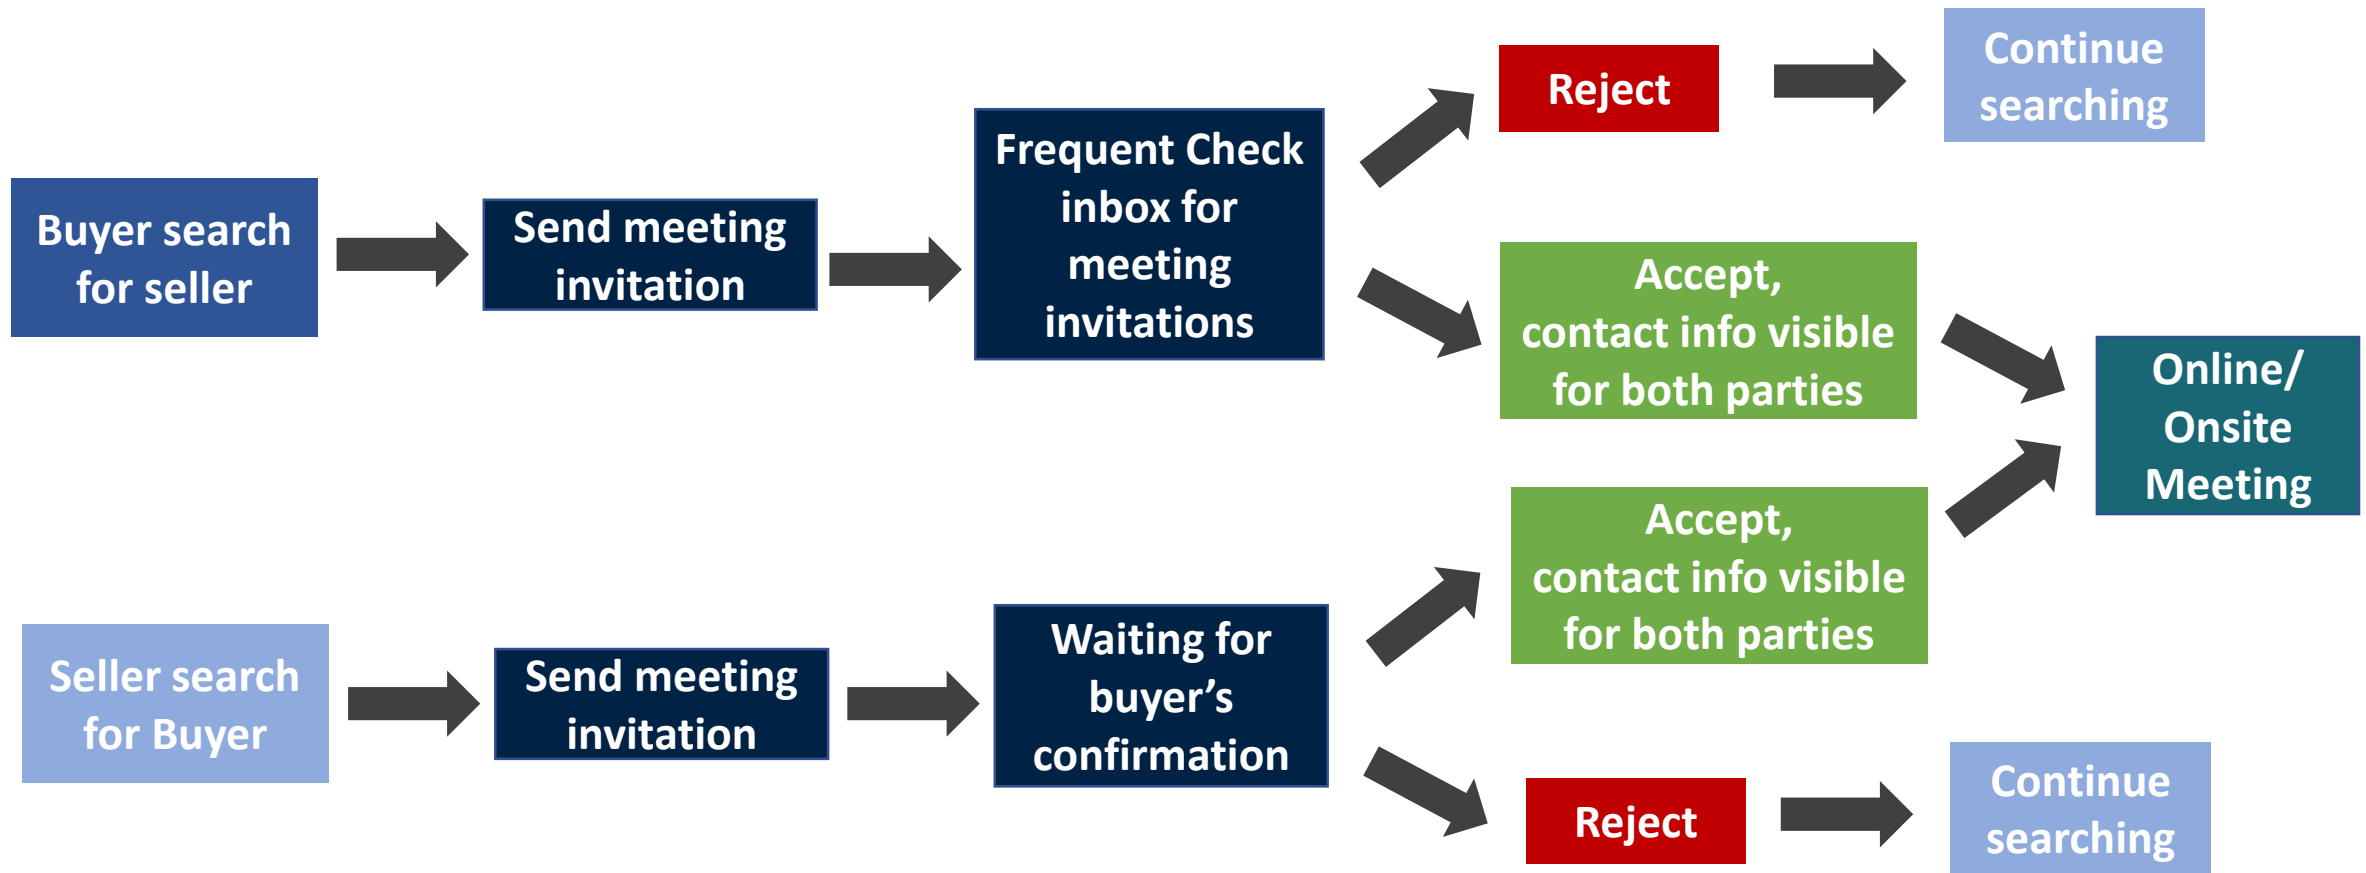 Buyer search
for seller
Send meeting
invitation
Frequent Check
inbox for
meeting
invitations
Reject
Continue
searching
Accept,
contact info visible
for both parties
Online/
Onsite
Meeting
Seller search
for Buyer
Send meeting
invitation
Waiting for
buyer’s
confirmation
Accept,
contact info visible
for both parties
Reject
Continue
searching